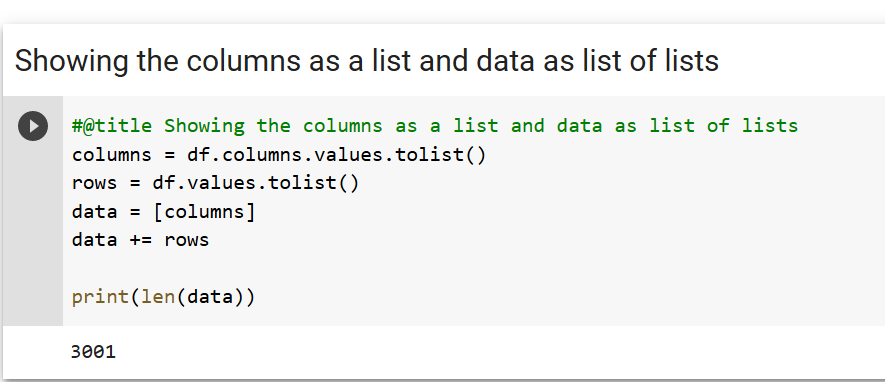 Showing the columns as a list and data as list of lists
#@title Showing the columns as a list and data as list of lists
columns = df.columns.values.tolist()
rows = df.values.tolist()
data = [columns]
data += rows
print(len(data))
3001